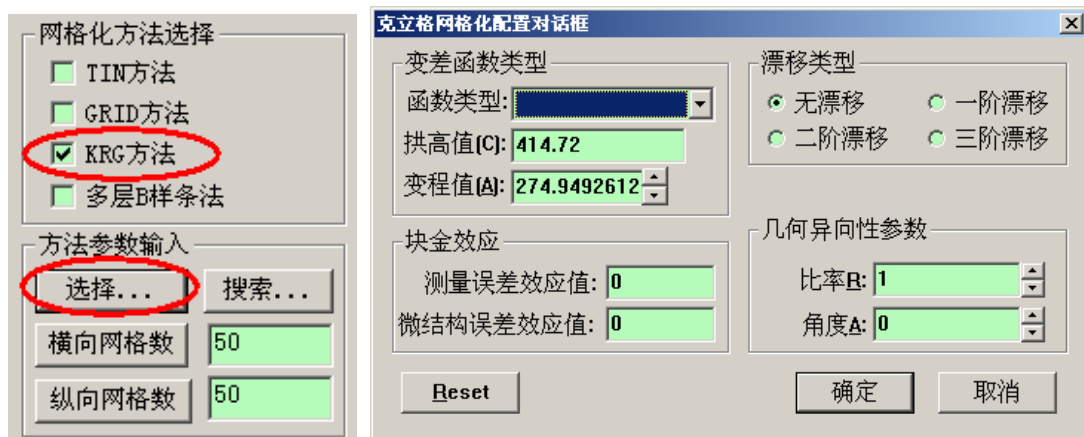 网格化方法选择
TIN方法
GRID方法
KRG方法
多层B样条法
方法参数输入
选择... 搜索...
横向网格数 50
纵向网格数 50
克立格网格化配置对话框
变差函数类型
函数类型:
拱高值(C): 414.72
变程值(A): 274.9492612
漂移类型
无漂移 一阶漂移
二阶漂移 三阶漂移
块金效应
测量误差效应值: 0
微结构误差效应值: 0
几何异向性参数
比率R: 1
角度A: 0
Reset 确定 取消